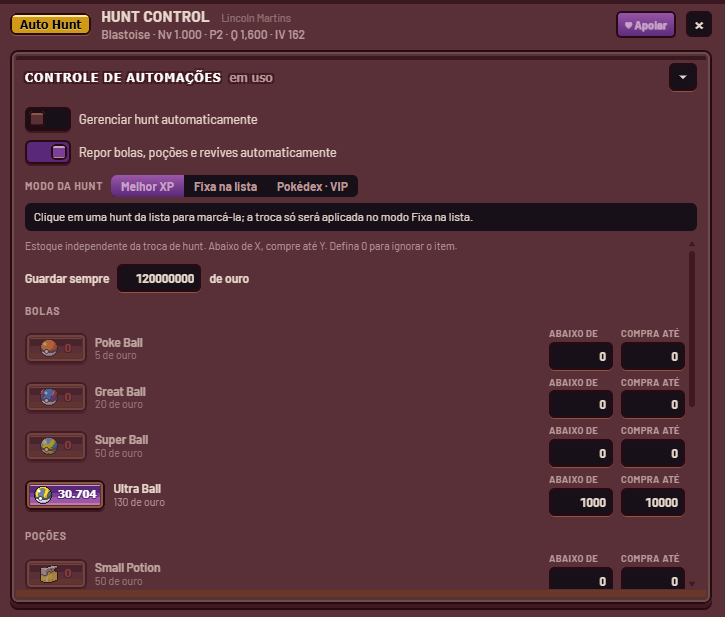 Auto Hunt
HUNT CONTROL Lincoln Martins
Blastoise · Nv 1.000 · P2 · Q 1,600 · IV 162
♥ Apoiar
×
CONTROLE DE AUTOMAÇÕES em uso
Gerenciar hunt automaticamente
Repor bolas, poções e revives automaticamente
MODO DA HUNT Melhor XP Fixa na lista Pokédex · VIP
Clique em uma hunt da lista para marcá-la; a troca só será aplicada no modo Fixa na lista.
Estoque independente da troca de hunt. Abaixo de X, compre até Y. Defina 0 para ignorar o item.
Guardar sempre 120000000 de ouro
BOLAS
ABAIXO DE COMPRA ATÉ
0 Poke Ball 0 0
5 de ouro
ABAIXO DE COMPRA ATÉ
0 Great Ball 0 0
20 de ouro
ABAIXO DE COMPRA ATÉ
0 Super Ball 0 0
50 de ouro
ABAIXO DE COMPRA ATÉ
30.704 Ultra Ball 1000 10000
130 de ouro
POÇÕES
ABAIXO DE COMPRA ATÉ
0 Small Potion 0 0
50 de ouro